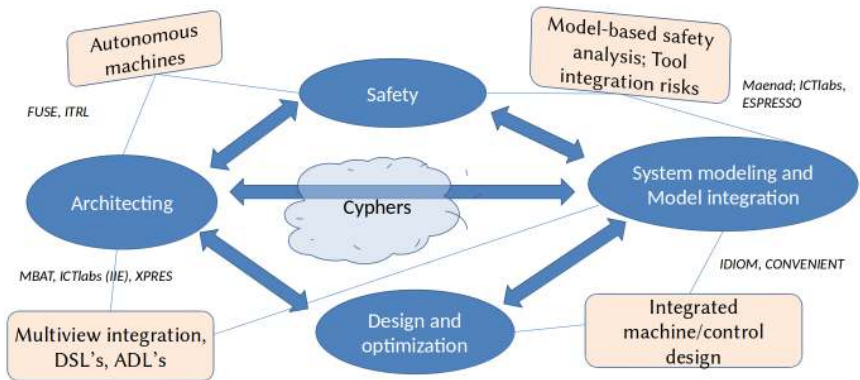 Autonomous
machines
Model-based safety
analysis; Tool
integration risks
Safety
FUSE, ITRL
Maenad; ICTlabs,
ESPRESSO
Architecting
Cyphers
System modeling and
Model integration
MBAT, ICTlabs (IIE), XPRES
IDIOM, CONVENIENT
Multiview integration,
DSL's, ADL's
Design and
optimization
Integrated
machine/control
design